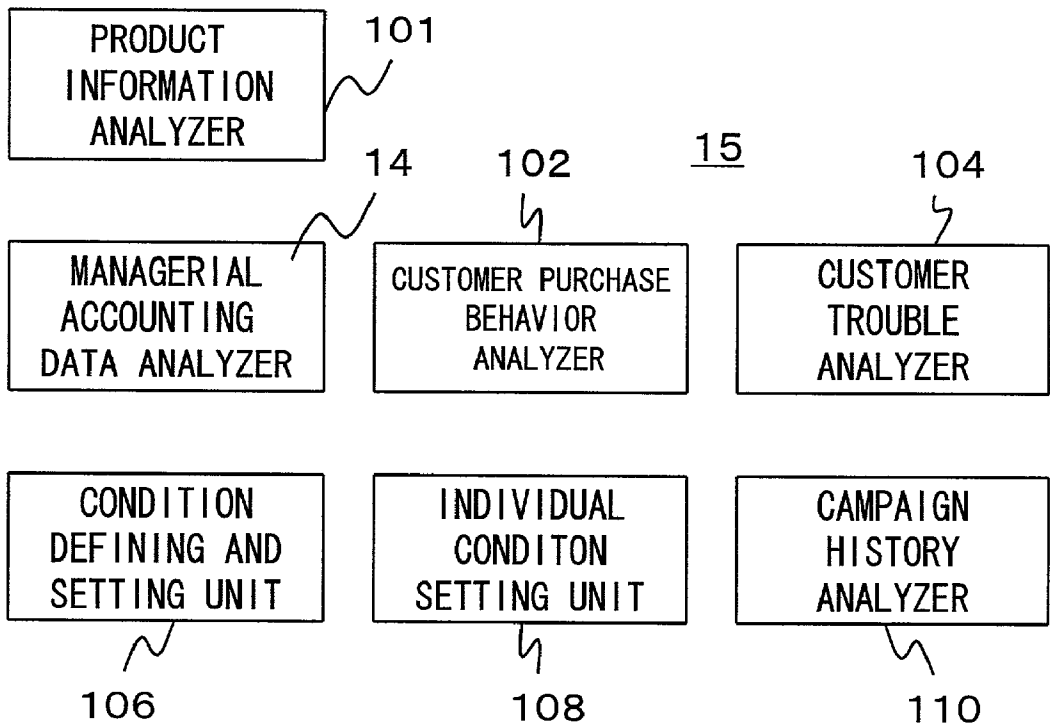 PRODUCT
INFORMATION
ANALYZER
101
14
102
15
104
MANAGERIAL
ACCOUNTING
DATA ANALYZER
CUSTOMER PURCHASE
BEHAVIOR
ANALYZER
CUSTOMER
TROUBLE
ANALYZER
CONDITION
DEFINING AND
SETTING UNIT
INDIVIDUAL
CONDITON
SETTING UNIT
CAMPAIGN
HISTORY
ANALYZER
106
108
110